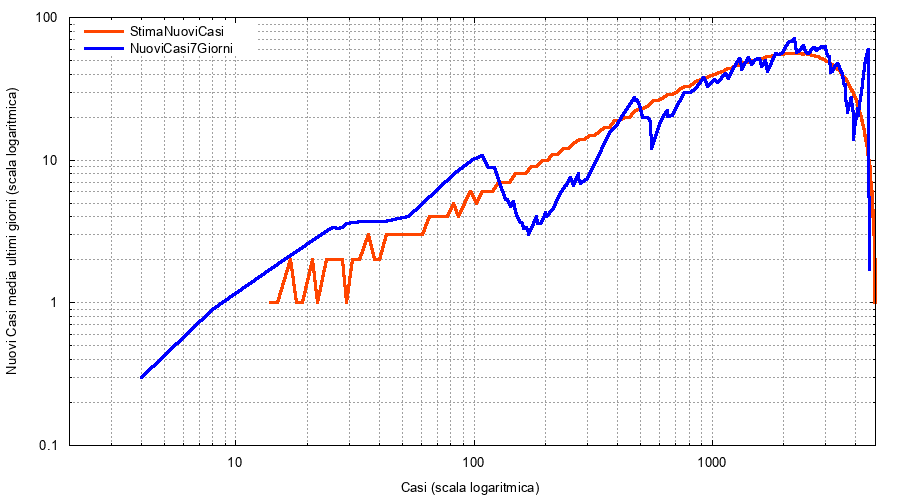 100
StimaNuoviCasi
NuoviCasi7Giorni
10
1
0.1
10
100
1000
Nuovi Casi media ultimi giorni (scala logaritmica)
Casi (scala logaritmica)